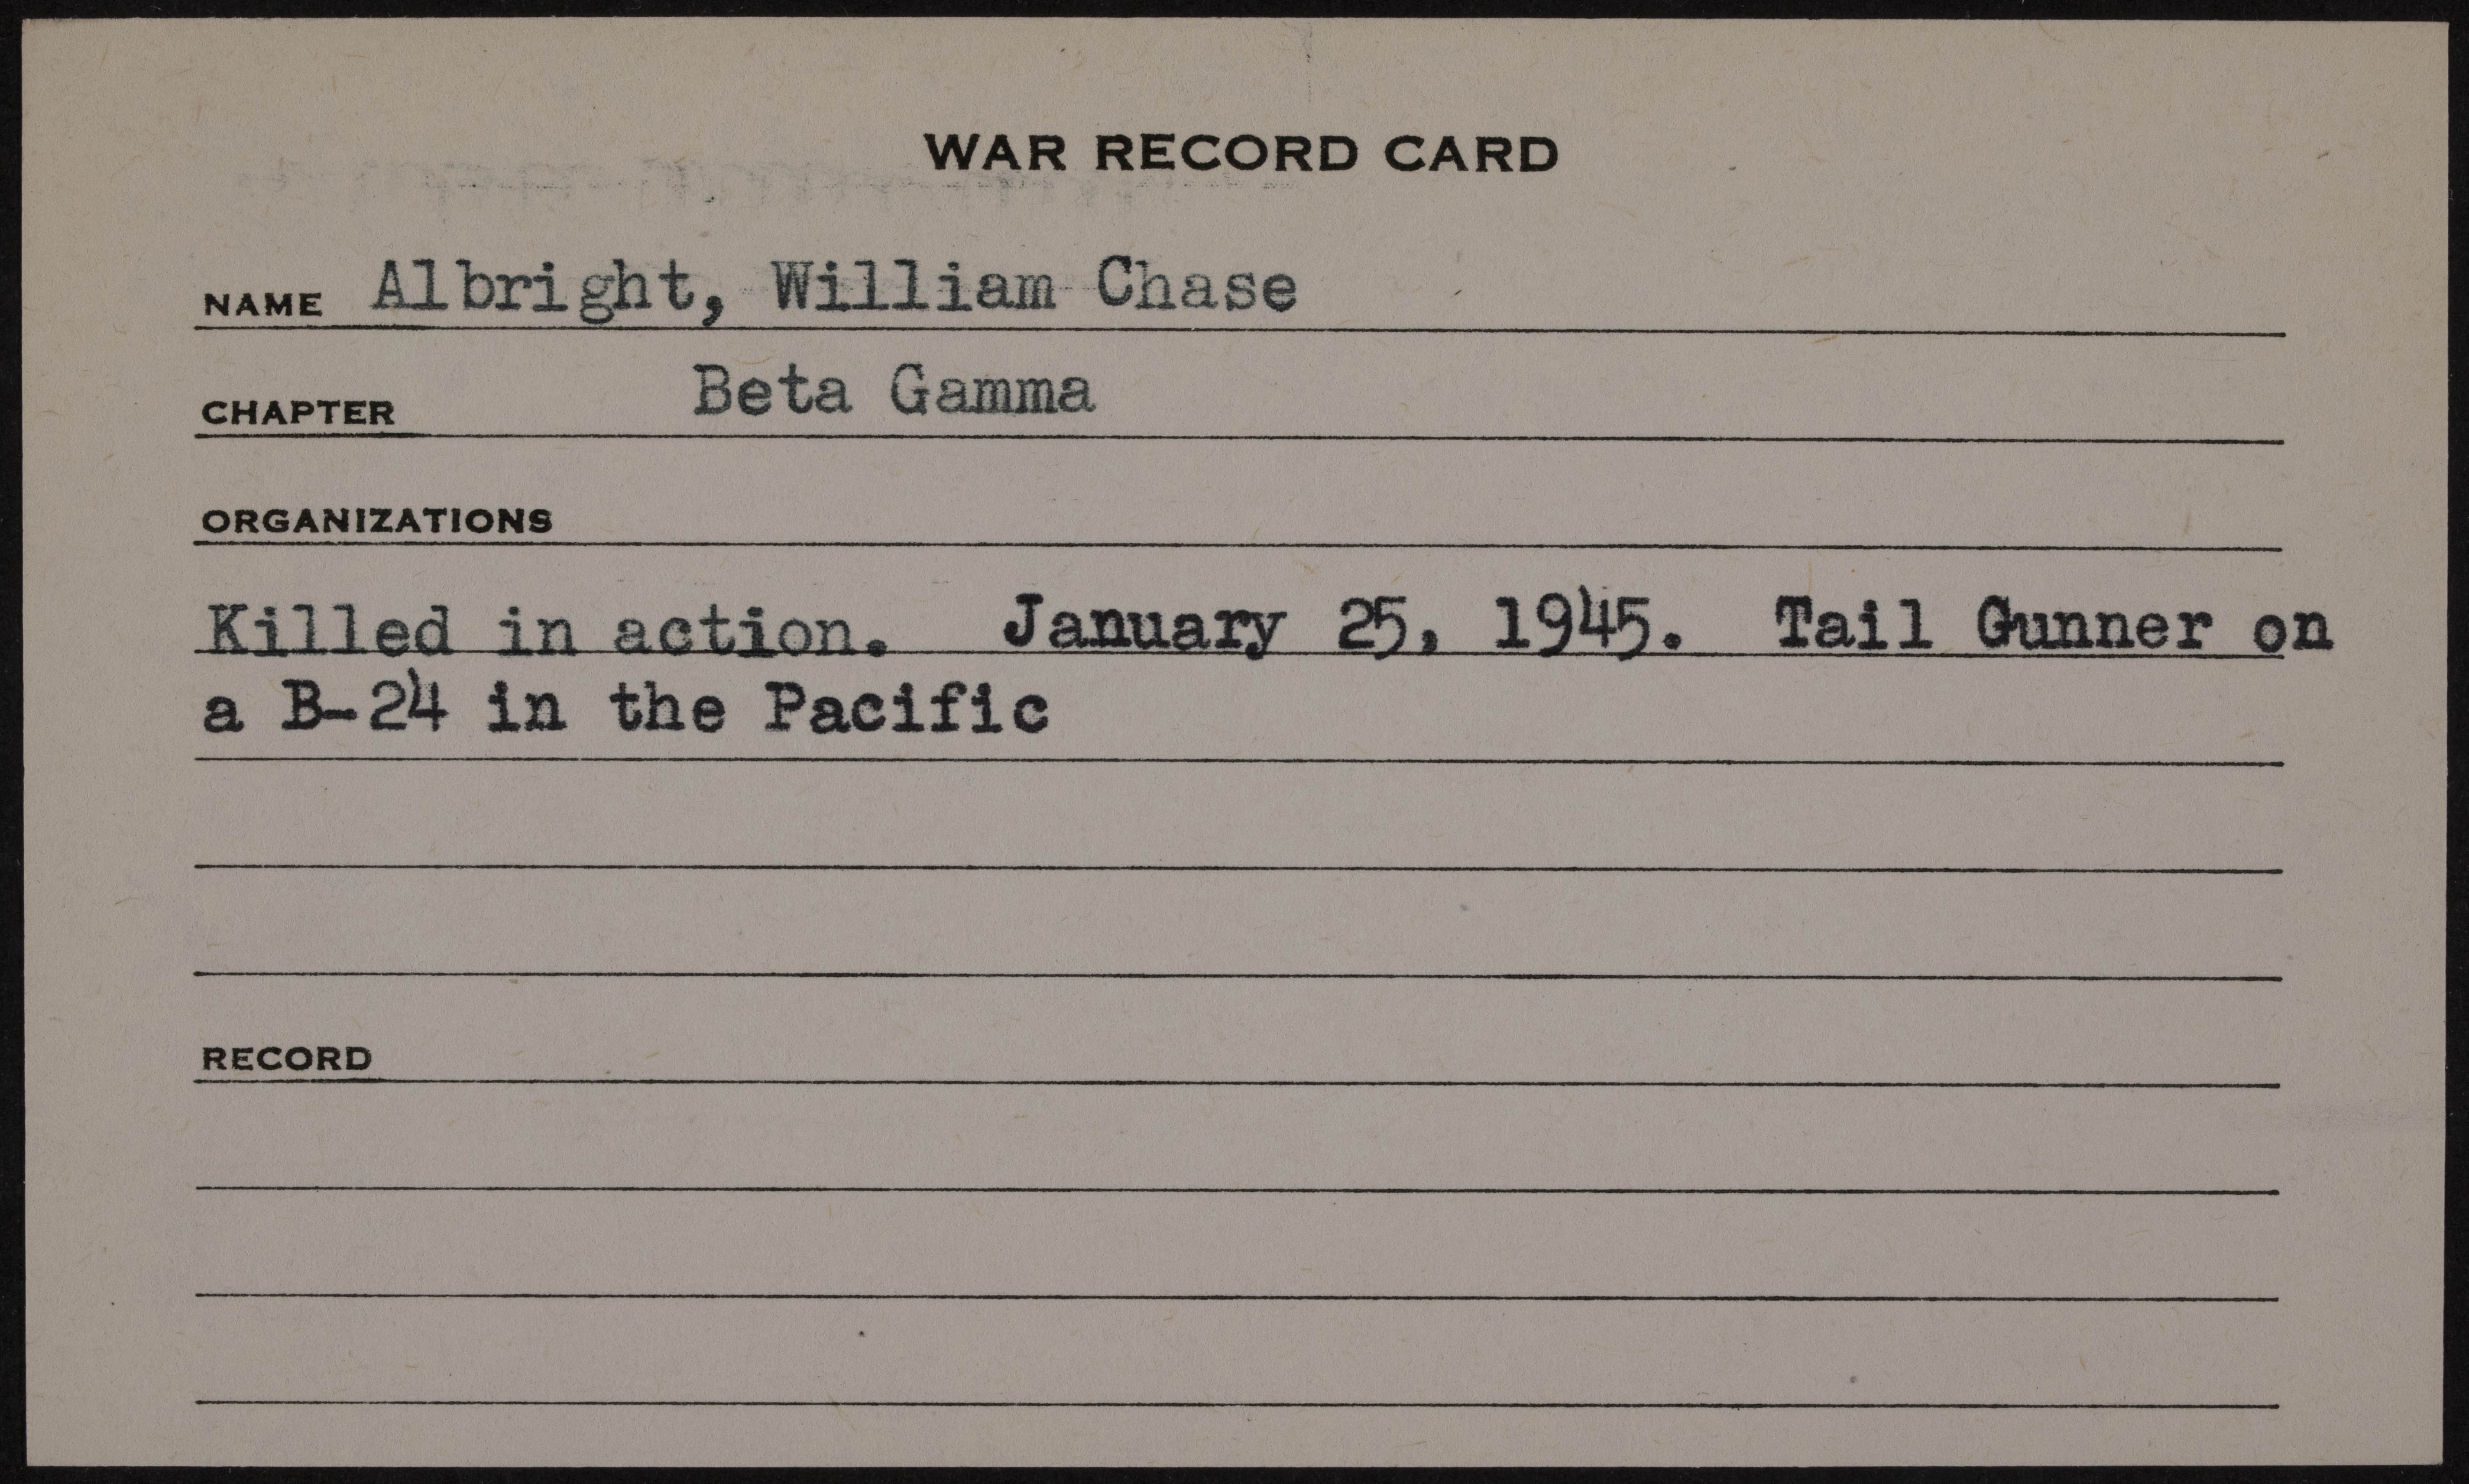 WAR RECORD CARD
NAME Albright, William Chase
CHAPTER Beta Gamma
ORGANIZATIONS
Killed in action. January 25, 1945. Tail Gunner on
a B-24 in the Pacific
RECORD